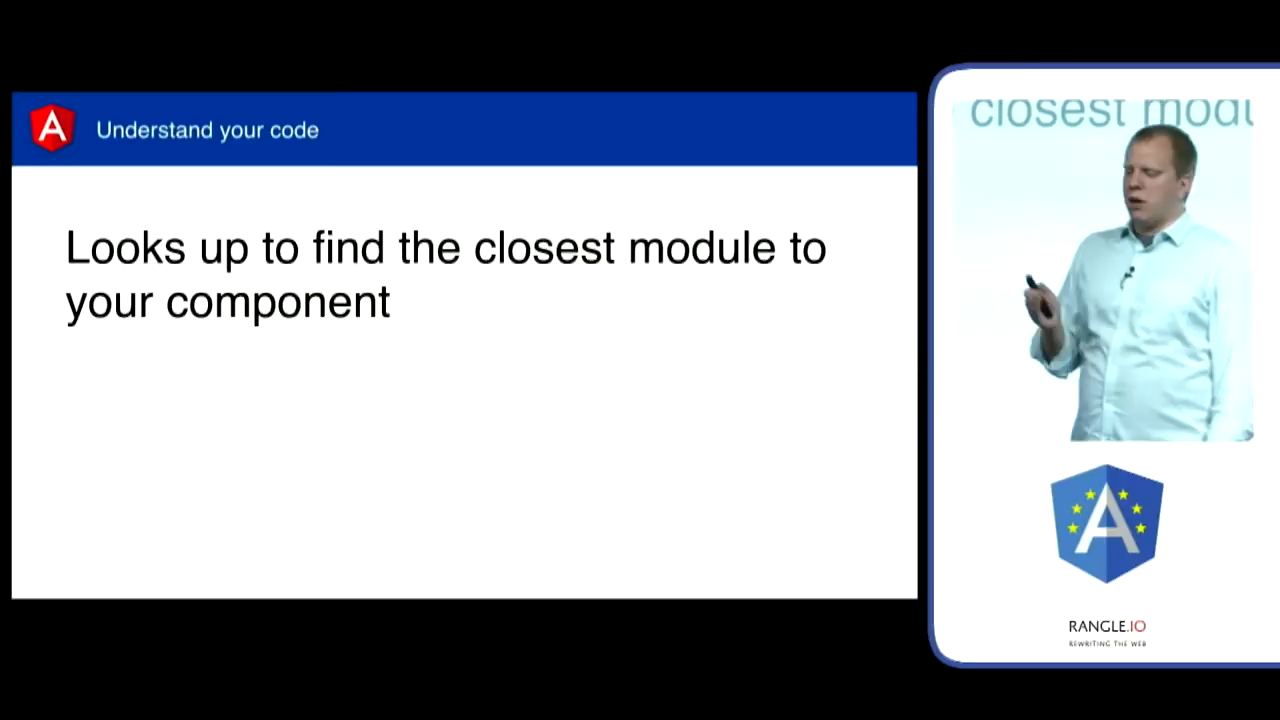 Understand your code
Looks up to find the closest module to
your component
closest modu
RANGLE.IO
REWRITING THE WEB